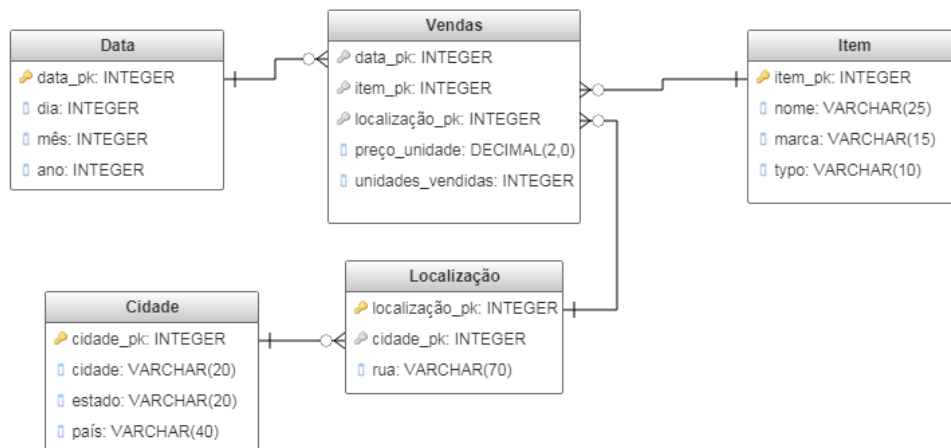 Data
data_pk: INTEGER
dia: INTEGER
mês: INTEGER
ano: INTEGER
Vendas
data_pk: INTEGER
item_pk: INTEGER
localização_pk: INTEGER
preço_unidade: DECIMAL(2,0)
unidades_vendidas: INTEGER
Item
item_pk: INTEGER
nome: VARCHAR(25)
marca: VARCHAR(15)
typo: VARCHAR(10)
Cidade
cidade_pk: INTEGER
cidade: VARCHAR(20)
estado: VARCHAR(20)
país: VARCHAR(40)
Localização
localização_pk: INTEGER
cidade_pk: INTEGER
rua: VARCHAR(70)